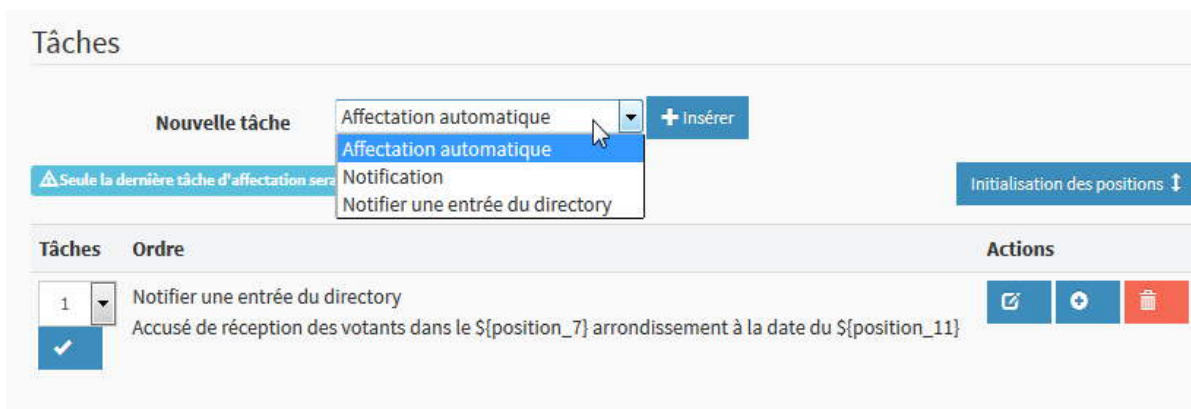 Tâches
Nouvelle tâche
Affectation automatique
Insérer
Affectation automatique
Notification
Notifier une entrée du directory
Seule la dernière tâche d'affectation
Initialisation des positions
Tâches Ordre Actions
1 Notifier une entrée du directory
Accusé de réception des votants dans le ${position_7} arrondissement à la date du ${position_11}